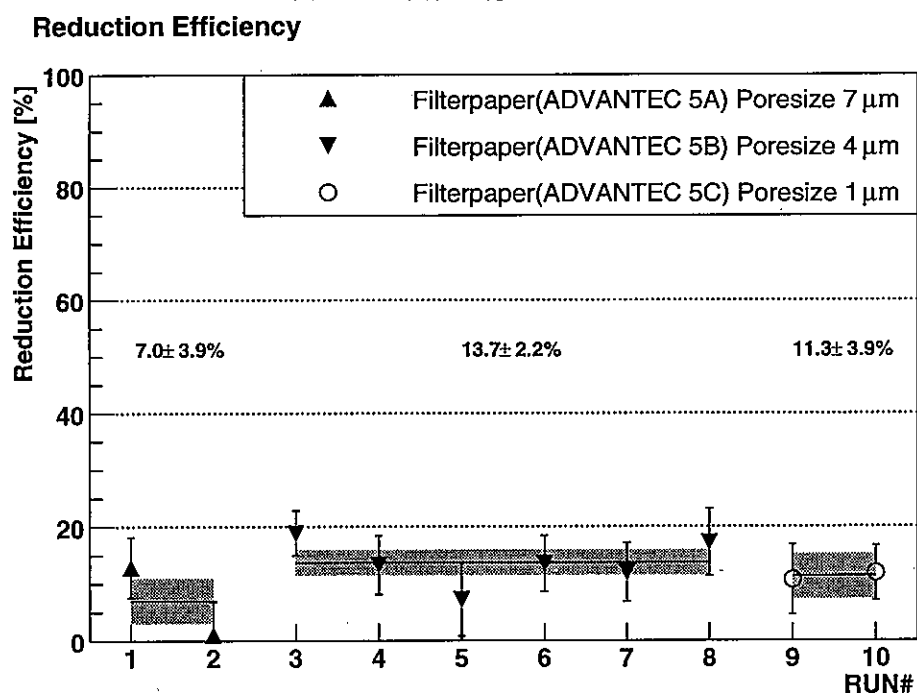 Reduction Efficiency
Reduction Efficiency [%]
100
80
60
40
20
0
▲ Filterpaper(ADVANTEC 5A) Poresize 7 μm
▼ Filterpaper(ADVANTEC 5B) Poresize 4 μm
○ Filterpaper(ADVANTEC 5C) Poresize 1 μm
7.0± 3.9% 13.7± 2.2% 11.3± 3.9%
1 2 3 4 5 6 7 8 9 10
RUN#